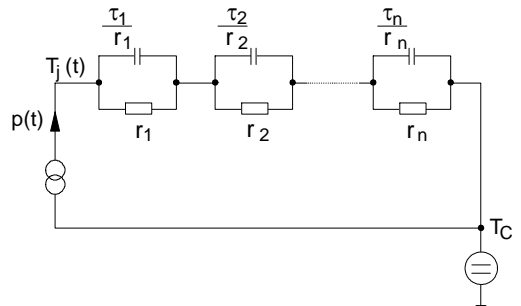 τ1 τ2 τn
r1 r2 rn
Tj (t)
r1 r2 rn
p(t)
TC